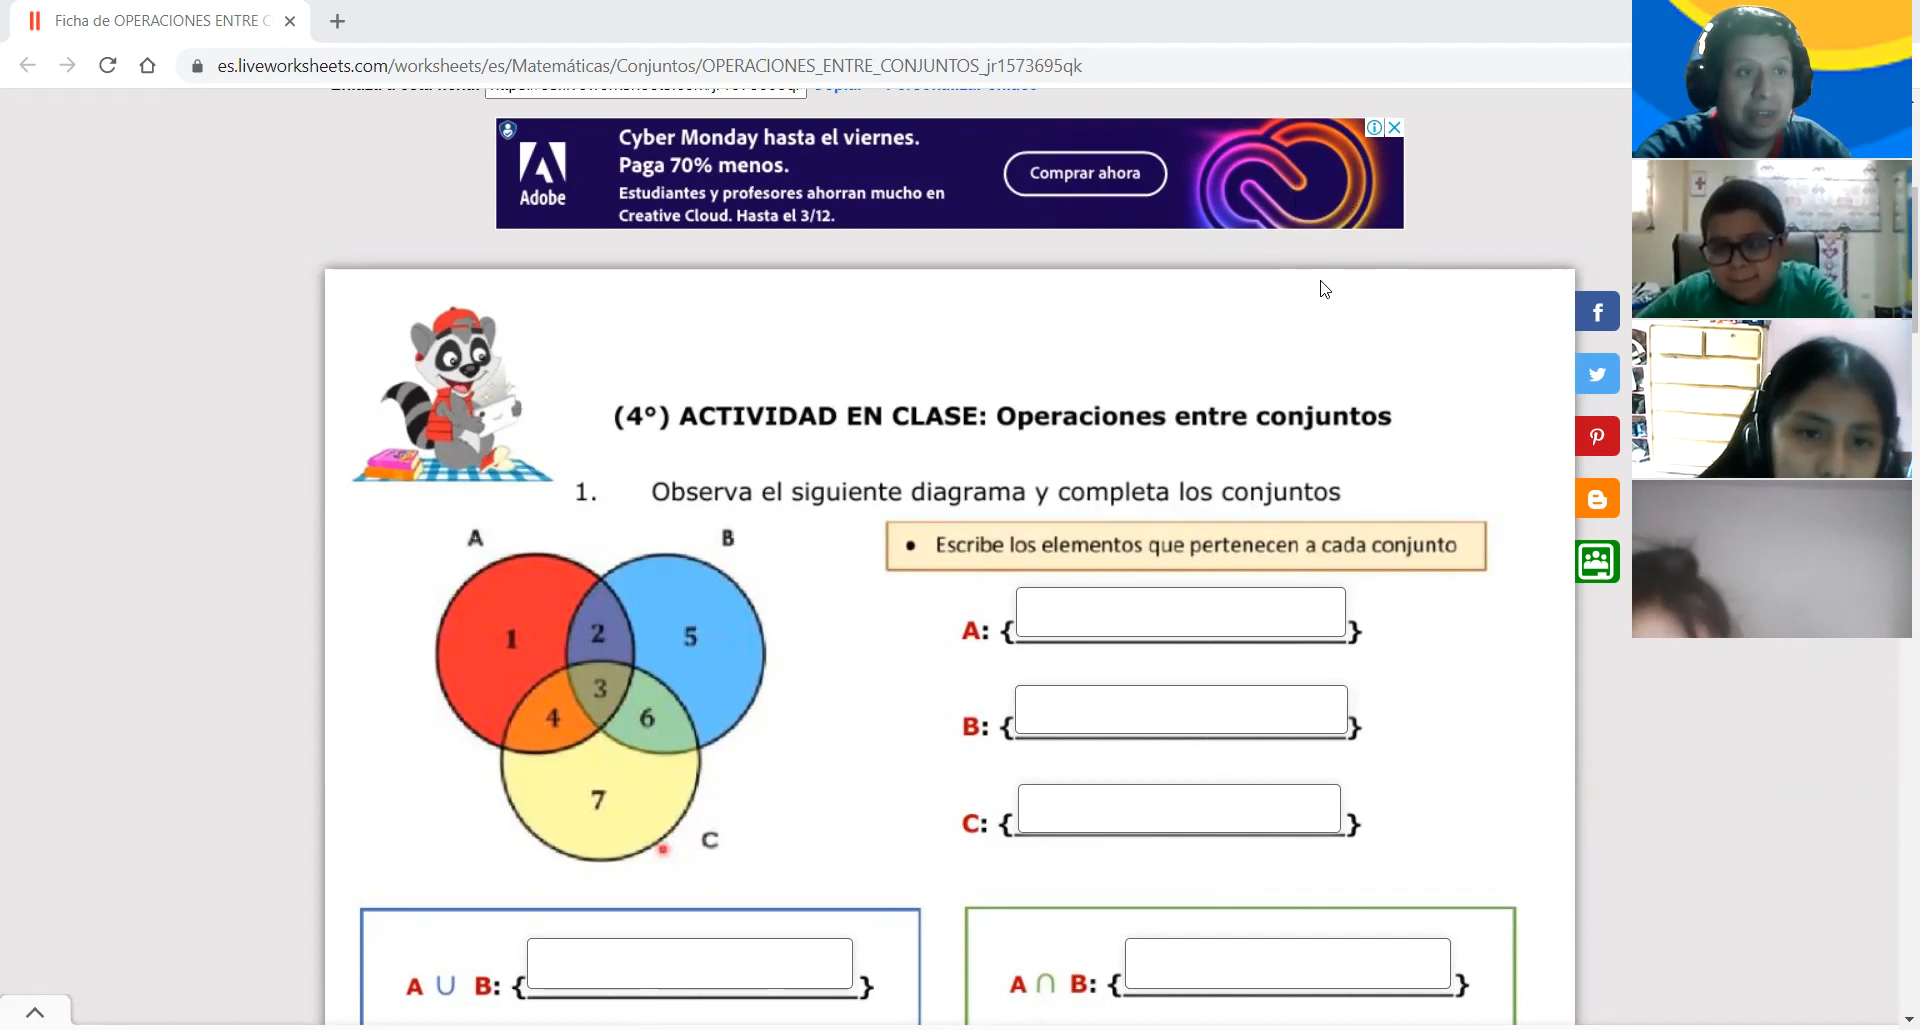 Ficha de OPERACIONES ENTRE C
es.liveworksheets.com/worksheets/es/Matemáticas/Conjuntos/OPERACIONES_ENTRE_CONJUNTOS_jr1573695qk
Cyber Monday hasta el viernes.
Paga 70% menos.
Estudiantes y profesores ahorran mucho en
Creative Cloud. Hasta el 3/12.
Adobe
Comprar ahora
(4°) ACTIVIDAD EN CLASE: Operaciones entre conjuntos
1. Observa el siguiente diagrama y completa los conjuntos
• Escribe los elementos que pertenecen a cada conjunto
A
B
1
2
5
3
4
6
7
C
A: { }
B: { }
C: { }
A ∪ B: { }
A ∩ B: { }